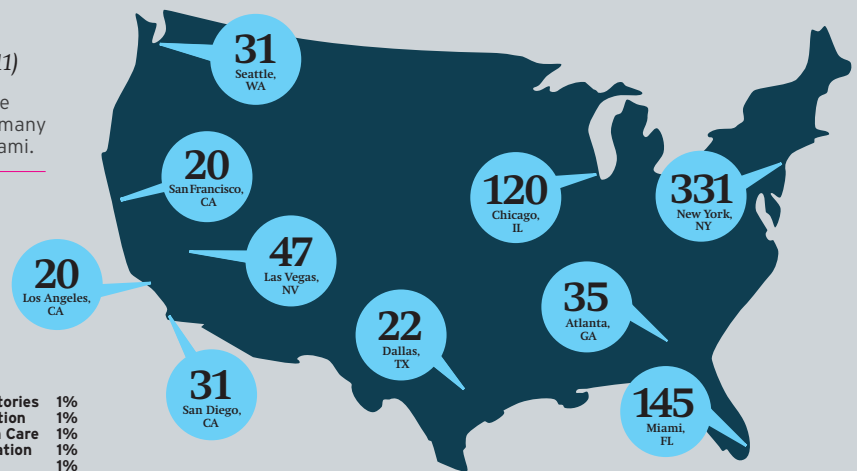 11)
e
many
ami.
31
Seattle,
WA
20
San Francisco,
CA
120
Chicago,
IL
331
New York,
NY
47
Las Vegas,
NV
20
Los Angeles,
CA
22
Dallas,
TX
35
Atlanta,
GA
31
San Diego,
CA
145
Miami,
FL
tories 1%
tion 1%
Care 1%
ation 1%
1%